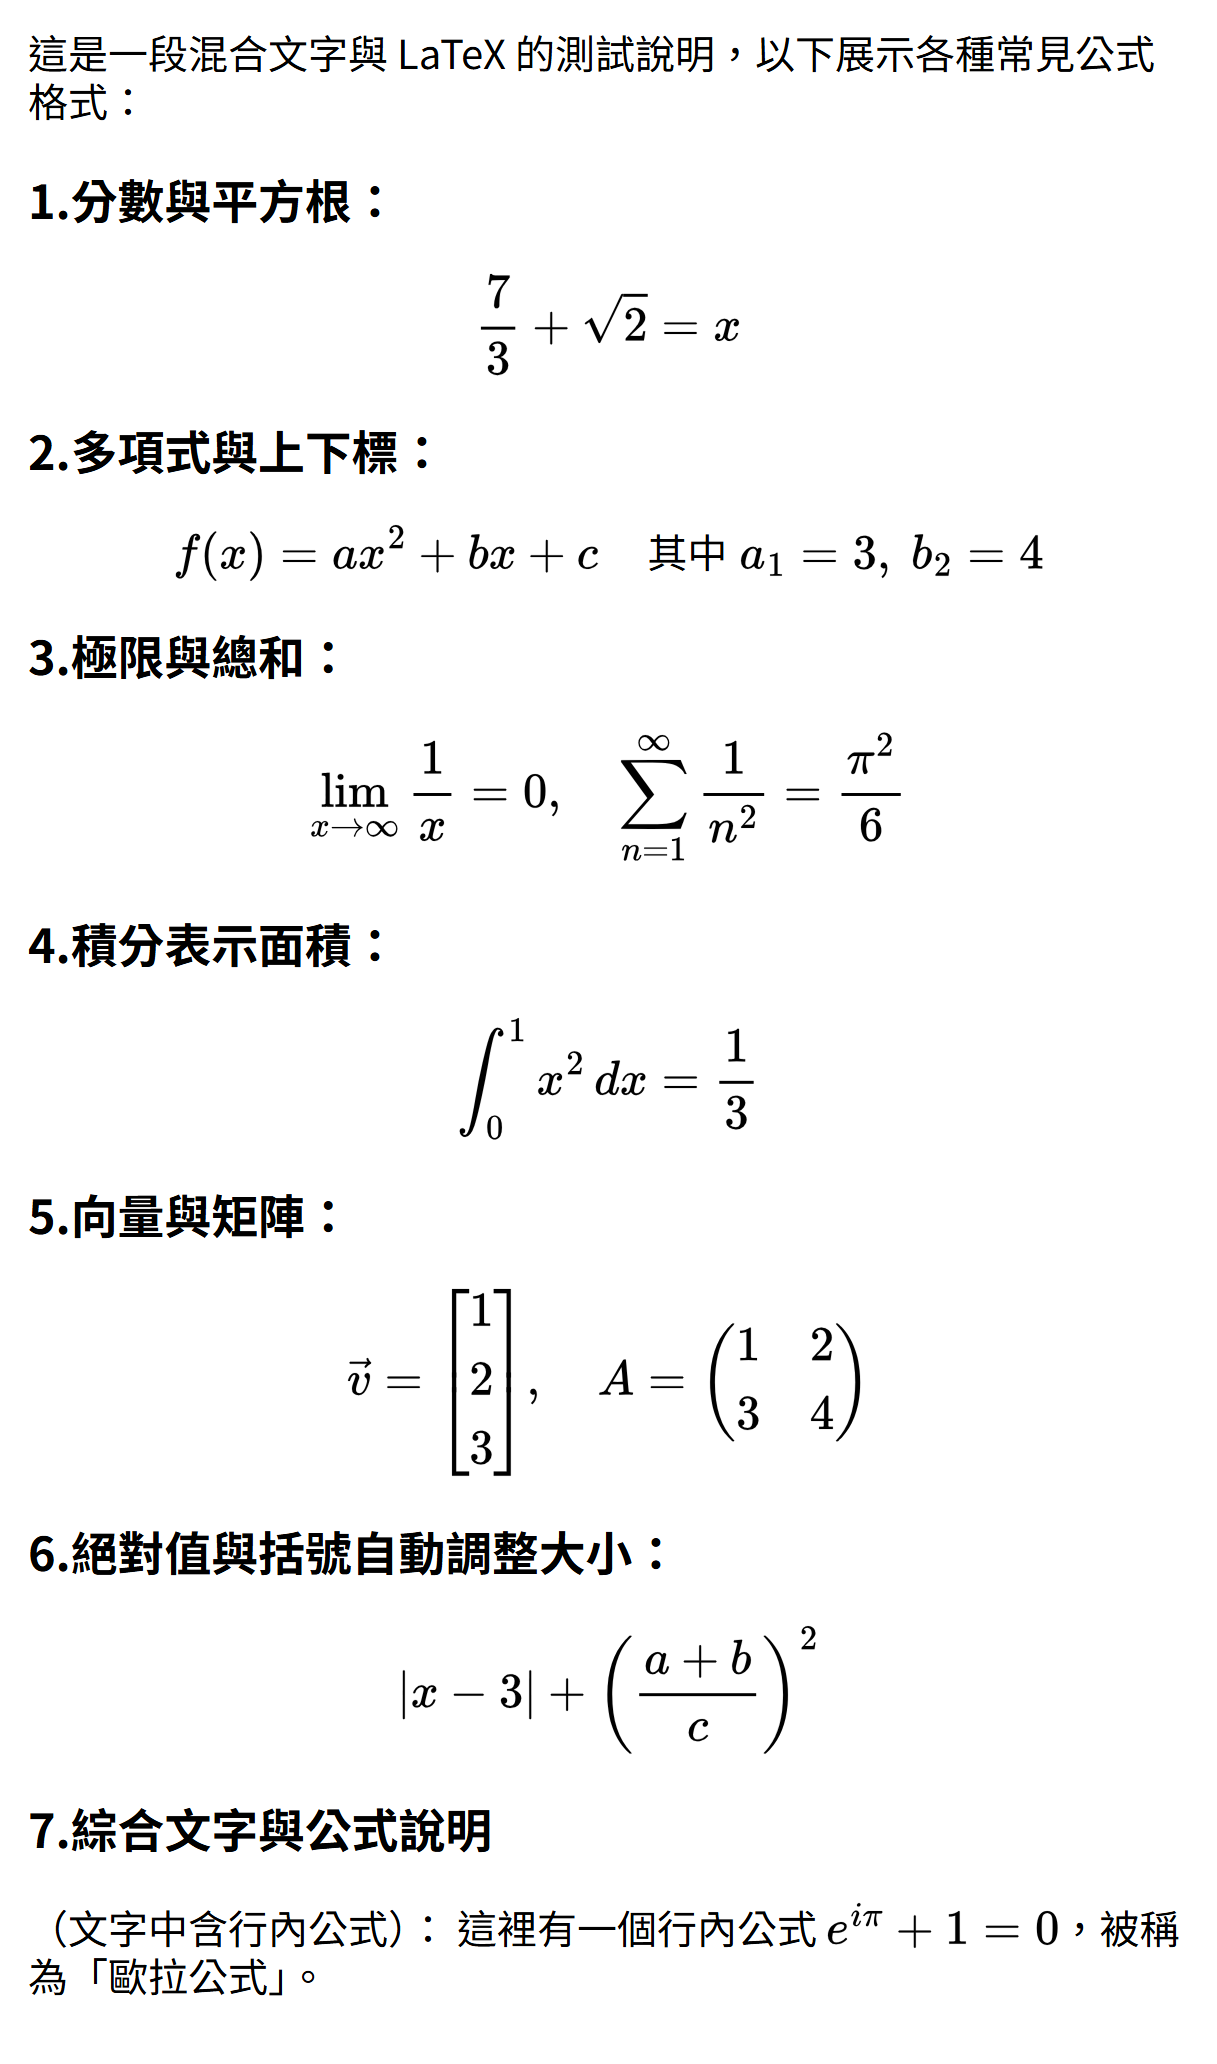 這是一段混合文字與 LaTeX 的測試說明，以下展示各種常見公式
格式：
1.分數與平方根：
$$\frac{7}{3} + \sqrt{2} = x$$
2.多項式與上下標：
$$f(x) = ax^2 + bx + c \quad \text{其中 } a_1 = 3,\ b_2 = 4$$
3.極限與總和：
$$\lim_{x \to \infty} \frac{1}{x} = 0, \quad \sum_{n=1}^{\infty} \frac{1}{n^2} = \frac{\pi^2}{6}$$
4.積分表示面積：
$$\int_0^1 x^2 \, dx = \frac{1}{3}$$
5.向量與矩陣：
$$\vec{v} = \begin{bmatrix} 1 \\ 2 \\ 3 \end{bmatrix}, \quad A = \begin{pmatrix} 1 & 2 \\ 3 & 4 \end{pmatrix}$$
6.絕對值與括號自動調整大小：
$$|x - 3| + \left( \frac{a + b}{c} \right)^2$$
7.綜合文字與公式說明
（文字中含行內公式）： 這裡有一個行內公式 $e^{i\pi} + 1 = 0$，被稱
為「歐拉公式」。